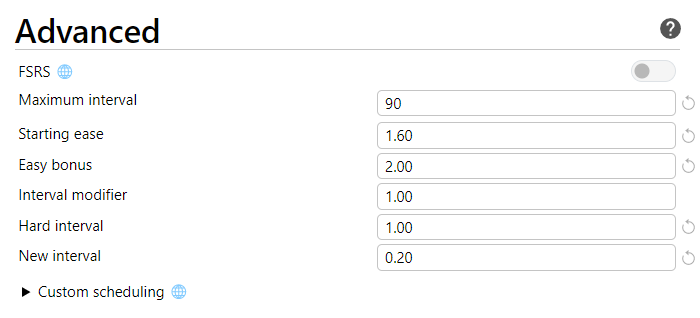 Advanced
FSRS
Maximum interval 90
Starting ease 1.60
Easy bonus 2.00
Interval modifier 1.00
Hard interval 1.00
New interval 0.20
Custom scheduling